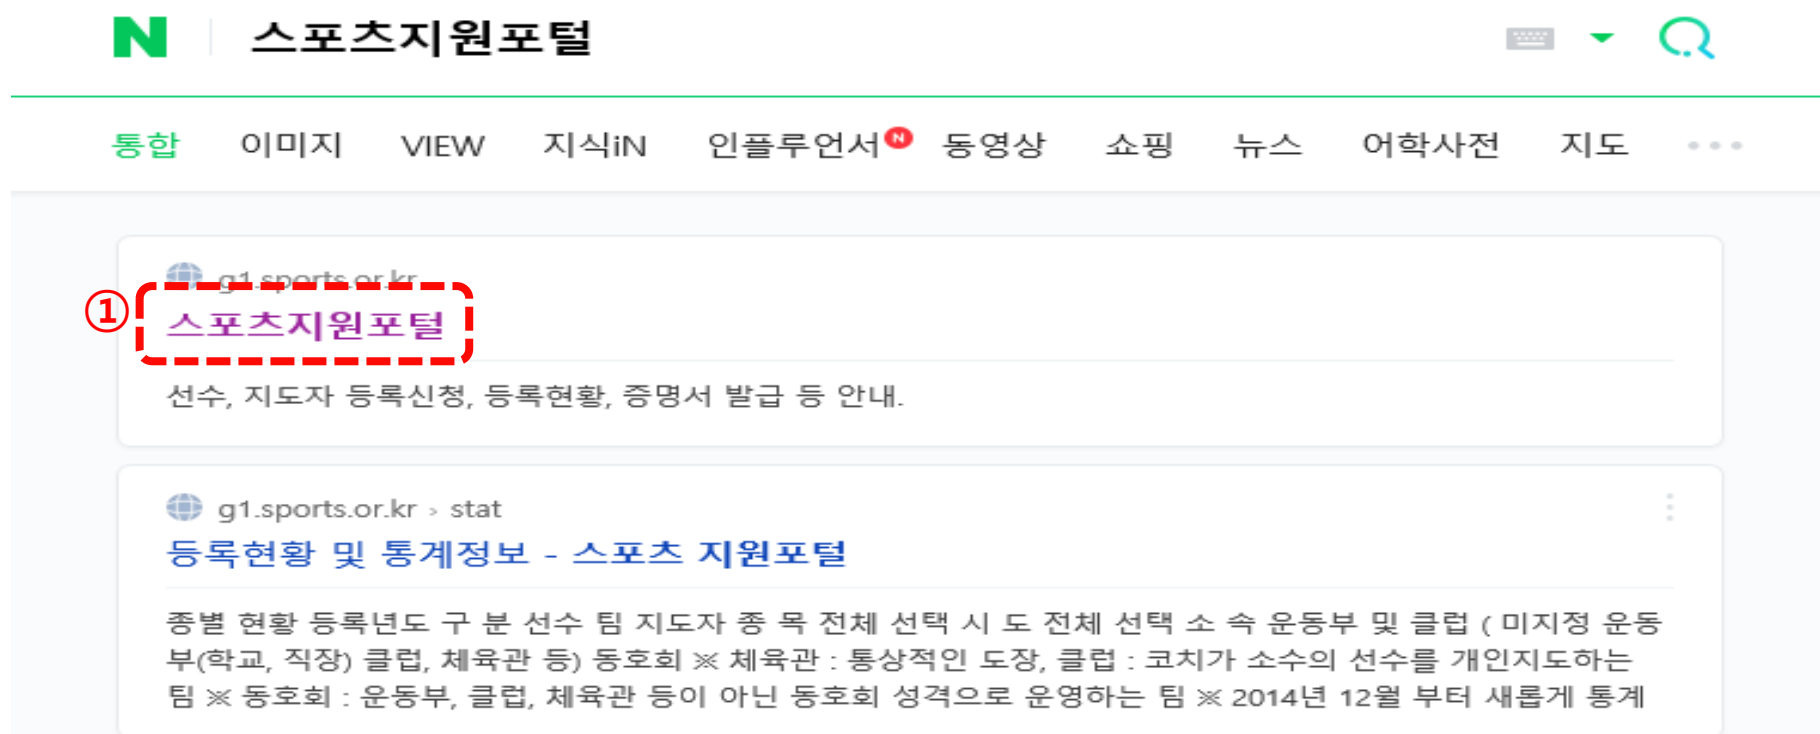 N 스포츠지원포털
통합 이미지 VIEW 지식iN 인플루언서 N 동영상 쇼핑 뉴스 어학사전 지도 ...
g1.sports.or.kr
① 스포츠지원포털
선수, 지도자 등록신청, 등록현황, 증명서 발급 등 안내.
g1.sports.or.kr › stat
등록현황 및 통계정보 - 스포츠 지원포털
종별 현황 등록년도 구 분 선수 팀 지도자 종 목 전체 선택 시 도 전체 선택 소 속 운동부 및 클럽 ( 미지정 운동
부(학교, 직장) 클럽, 체육관 등) 동호회 ※ 체육관 : 통상적인 도장, 클럽 : 코치가 소수의 선수를 개인지도하는
팀 ※ 동호회 : 운동부, 클럽, 체육관 등이 아닌 동호회 성격으로 운영하는 팀 ※ 2014년 12월 부터 새롭게 통계